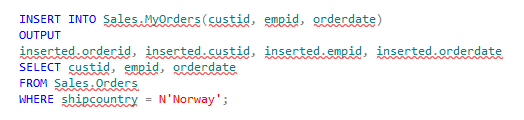 INSERT INTO Sales.MyOrders(custid, empid, orderdate)
OUTPUT
inserted.orderid, inserted.custid, inserted.empid, inserted.orderdate
SELECT custid, empid, orderdate
FROM Sales.Orders
WHERE shipcountry = N'Norway';